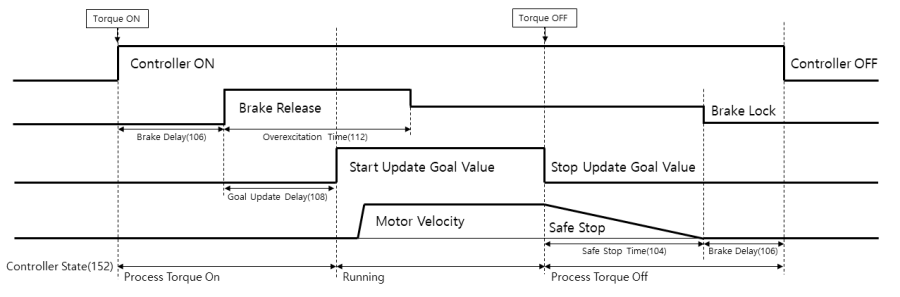 Torque ON
Torque OFF
Controller ON
Controller OFF
Brake Release
Brake Lock
Brake Delay(106)
Overexcitation Time(112)
Start Update Goal Value
Stop Update Goal Value
Goal Update Delay(108)
Motor Velocity
Safe Stop
Safe Stop Time(104)
Brake Delay(106)
Controller State(152)
Process Torque On
Running
Process Torque Off